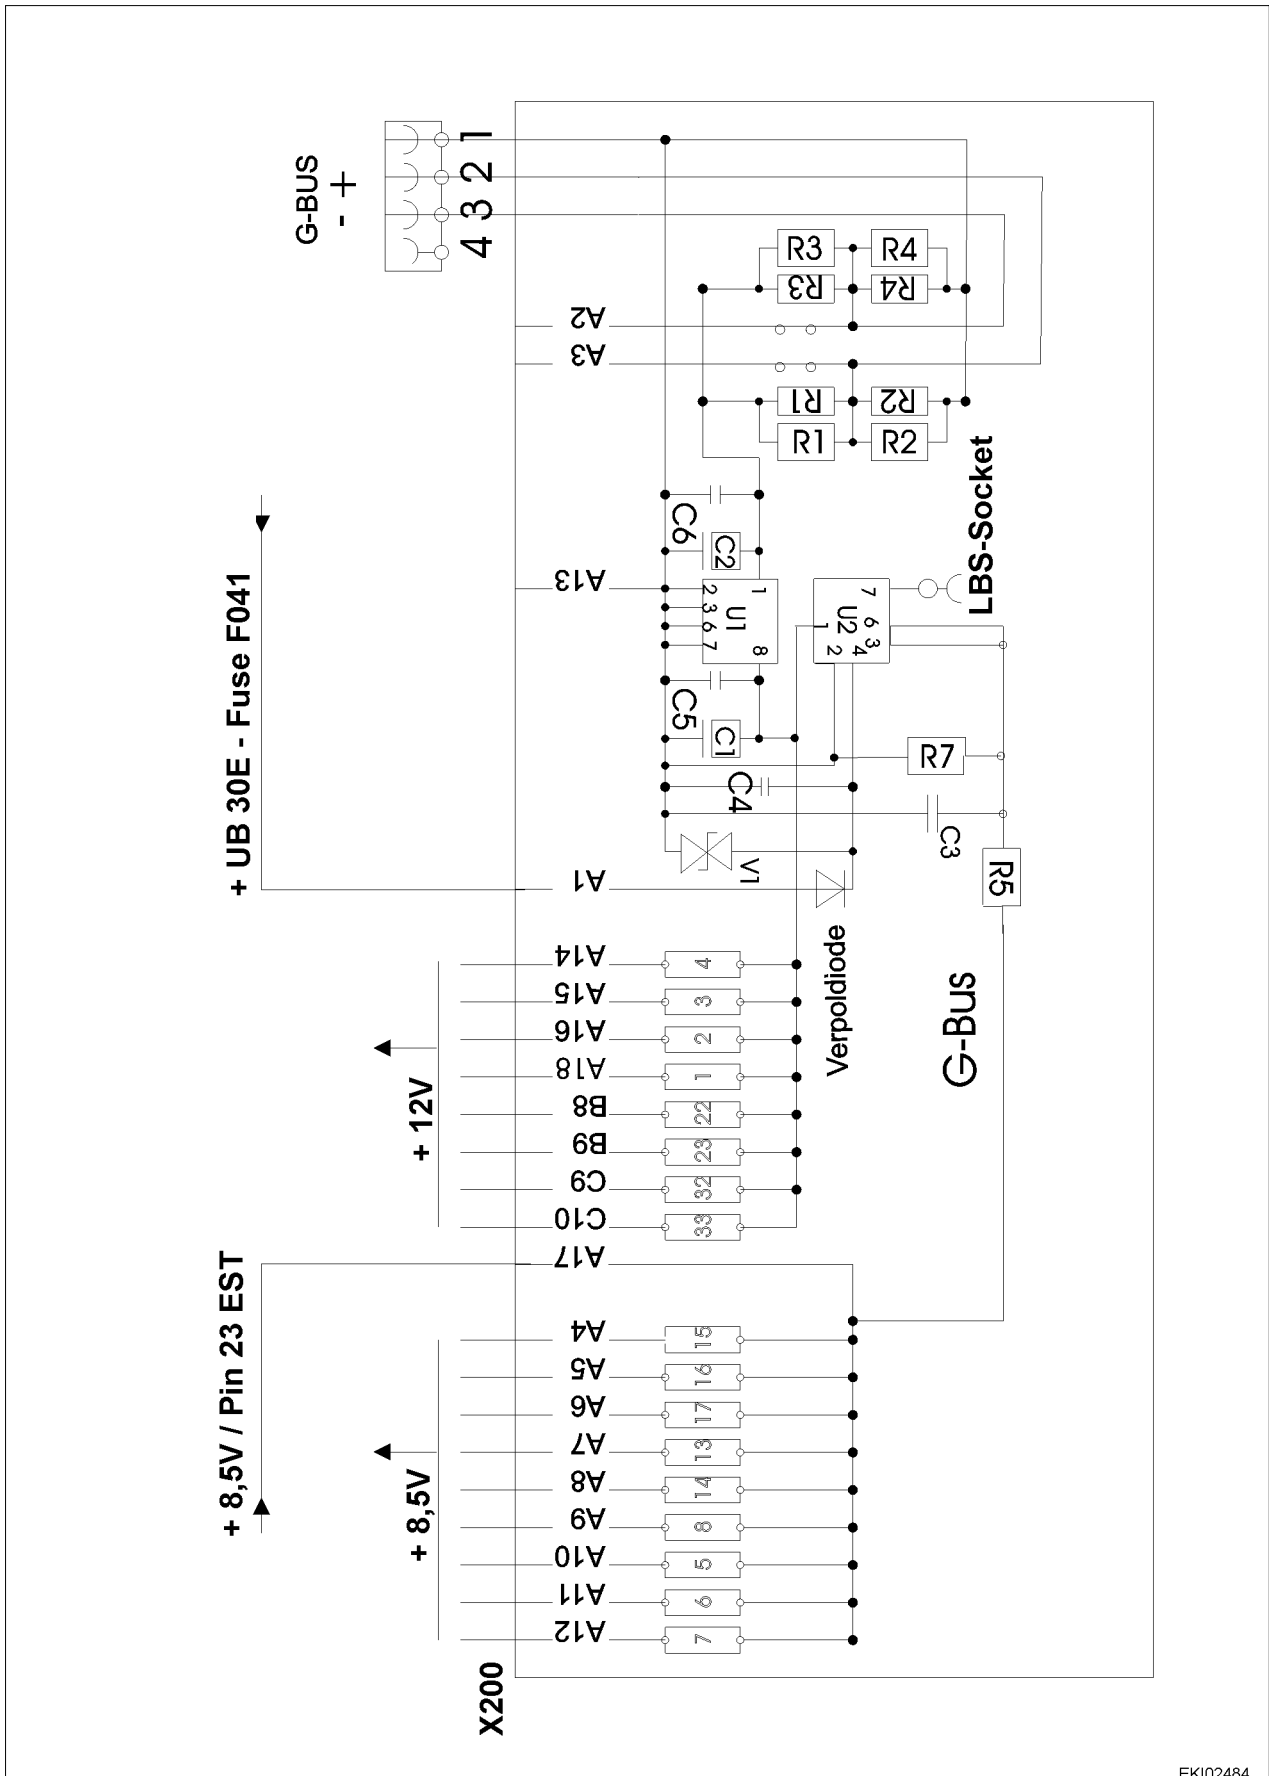 G-BUS
- +
1
2
3
4
R3
R4
R3
R4
A2
A3
R1
R2
R1
R2
C6
C2
A13
2
3
6
7
U1
1
8
7
6
3
U2
1
2
4
LBS-Socket
C5
C1
R7
C4
C3
V1
R5
+ UB 30E - Fuse F041
A1
Verpoldiode
G-Bus
A14
4
A15
3
A16
2
A18
1
+ 12V
B8
22
B9
23
C9
32
C10
33
A17
+ 8,5V / Pin 23 EST
A4
15
A5
16
A6
17
A7
13
+ 8,5V
A8
14
A9
8
A10
5
A11
6
A12
7
X200
EKI02484